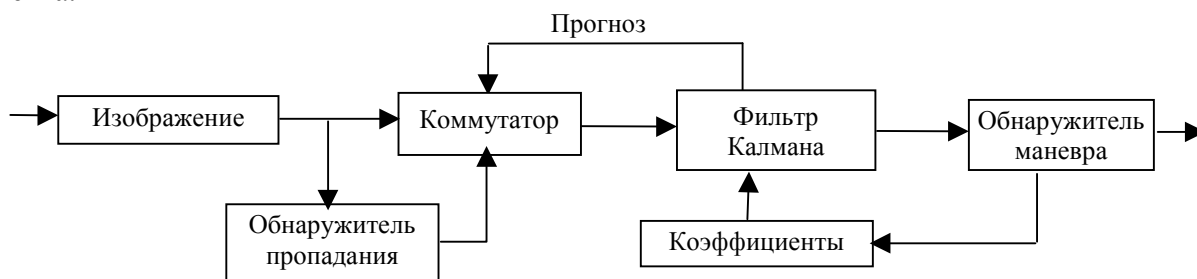 Прогноз
Изображение
Коммутатор
Фильтр
Калмана
Обнаружитель
маневра
Обнаружитель
пропадания
Коэффициенты